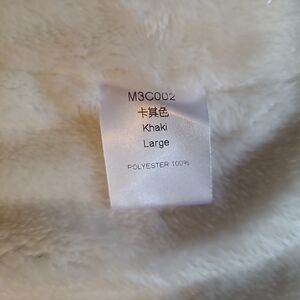 M3C002
卡其色
Khaki
Large
POLYESTER 100%